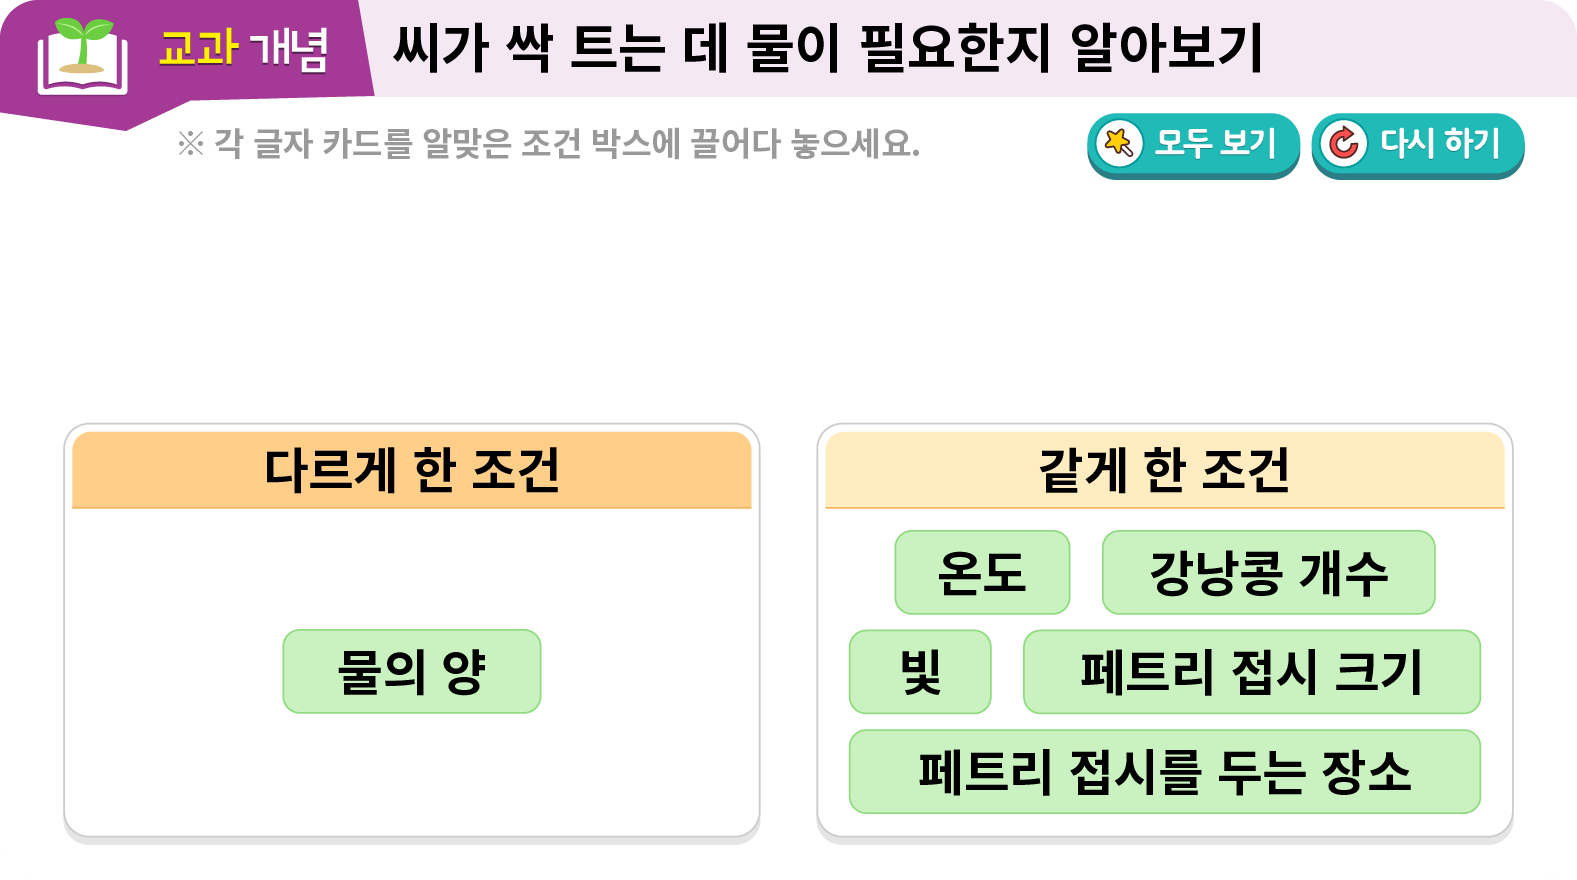 교과 개념
씨가 싹 트는 데 물이 필요한지 알아보기
※ 각 글자 카드를 알맞은 조건 박스에 끌어다 놓으세요.
모두 보기
다시 하기
다르게 한 조건
물의 양
같게 한 조건
온도
강낭콩 개수
빛
페트리 접시 크기
페트리 접시를 두는 장소